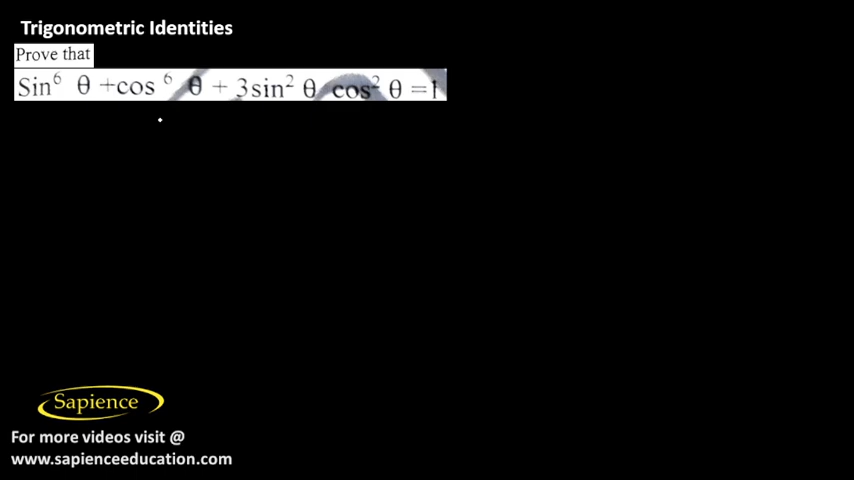 Trigonometric Identities
Prove that
Sin⁶ θ +cos ⁶ θ + 3sin² θ cos² θ =1
Sapience
For more videos visit @
www.sapienceeducation.com